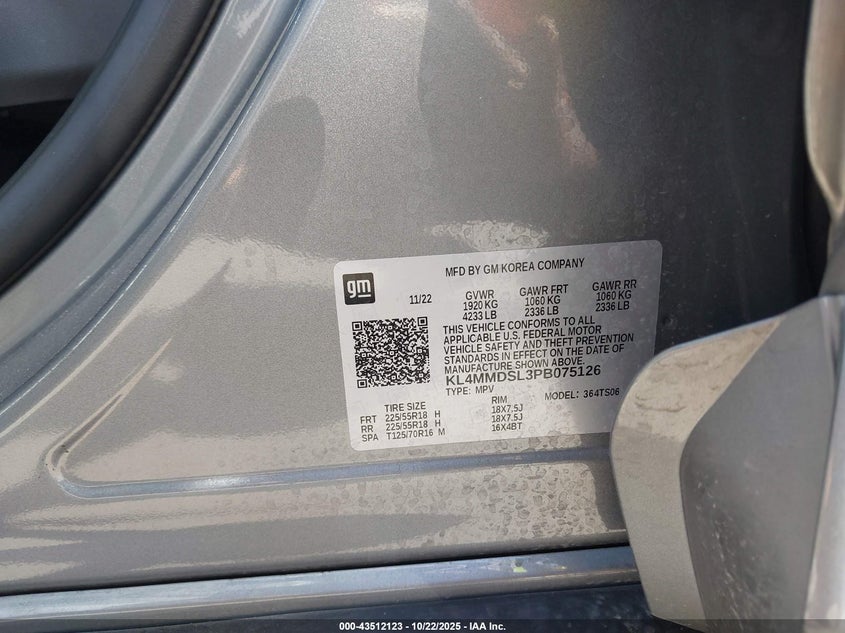 gm
MFD BY GM KOREA COMPANY
11/22
GVWR GAWR FRT GAWR RR
1920 KG 1060 KG 1060 KG
4233 LB 2336 LB 2336 LB
THIS VEHICLE CONFORMS TO ALL
APPLICABLE U.S. FEDERAL MOTOR
VEHICLE SAFETY AND THEFT PREVENTION
STANDARDS IN EFFECT ON THE DATE OF
MANUFACTURE SHOWN ABOVE.
KL4MMDSL3PB075126
TYPE: MPV MODEL: 364TS06
TIRE SIZE RIM
FRT 225/55R18 H 18X7.5J
RR 225/55R18 H 18X7.5J
SPA T125/70R16 M 16X4BT
000-43512123 - 10/22/2025 - IAA Inc.